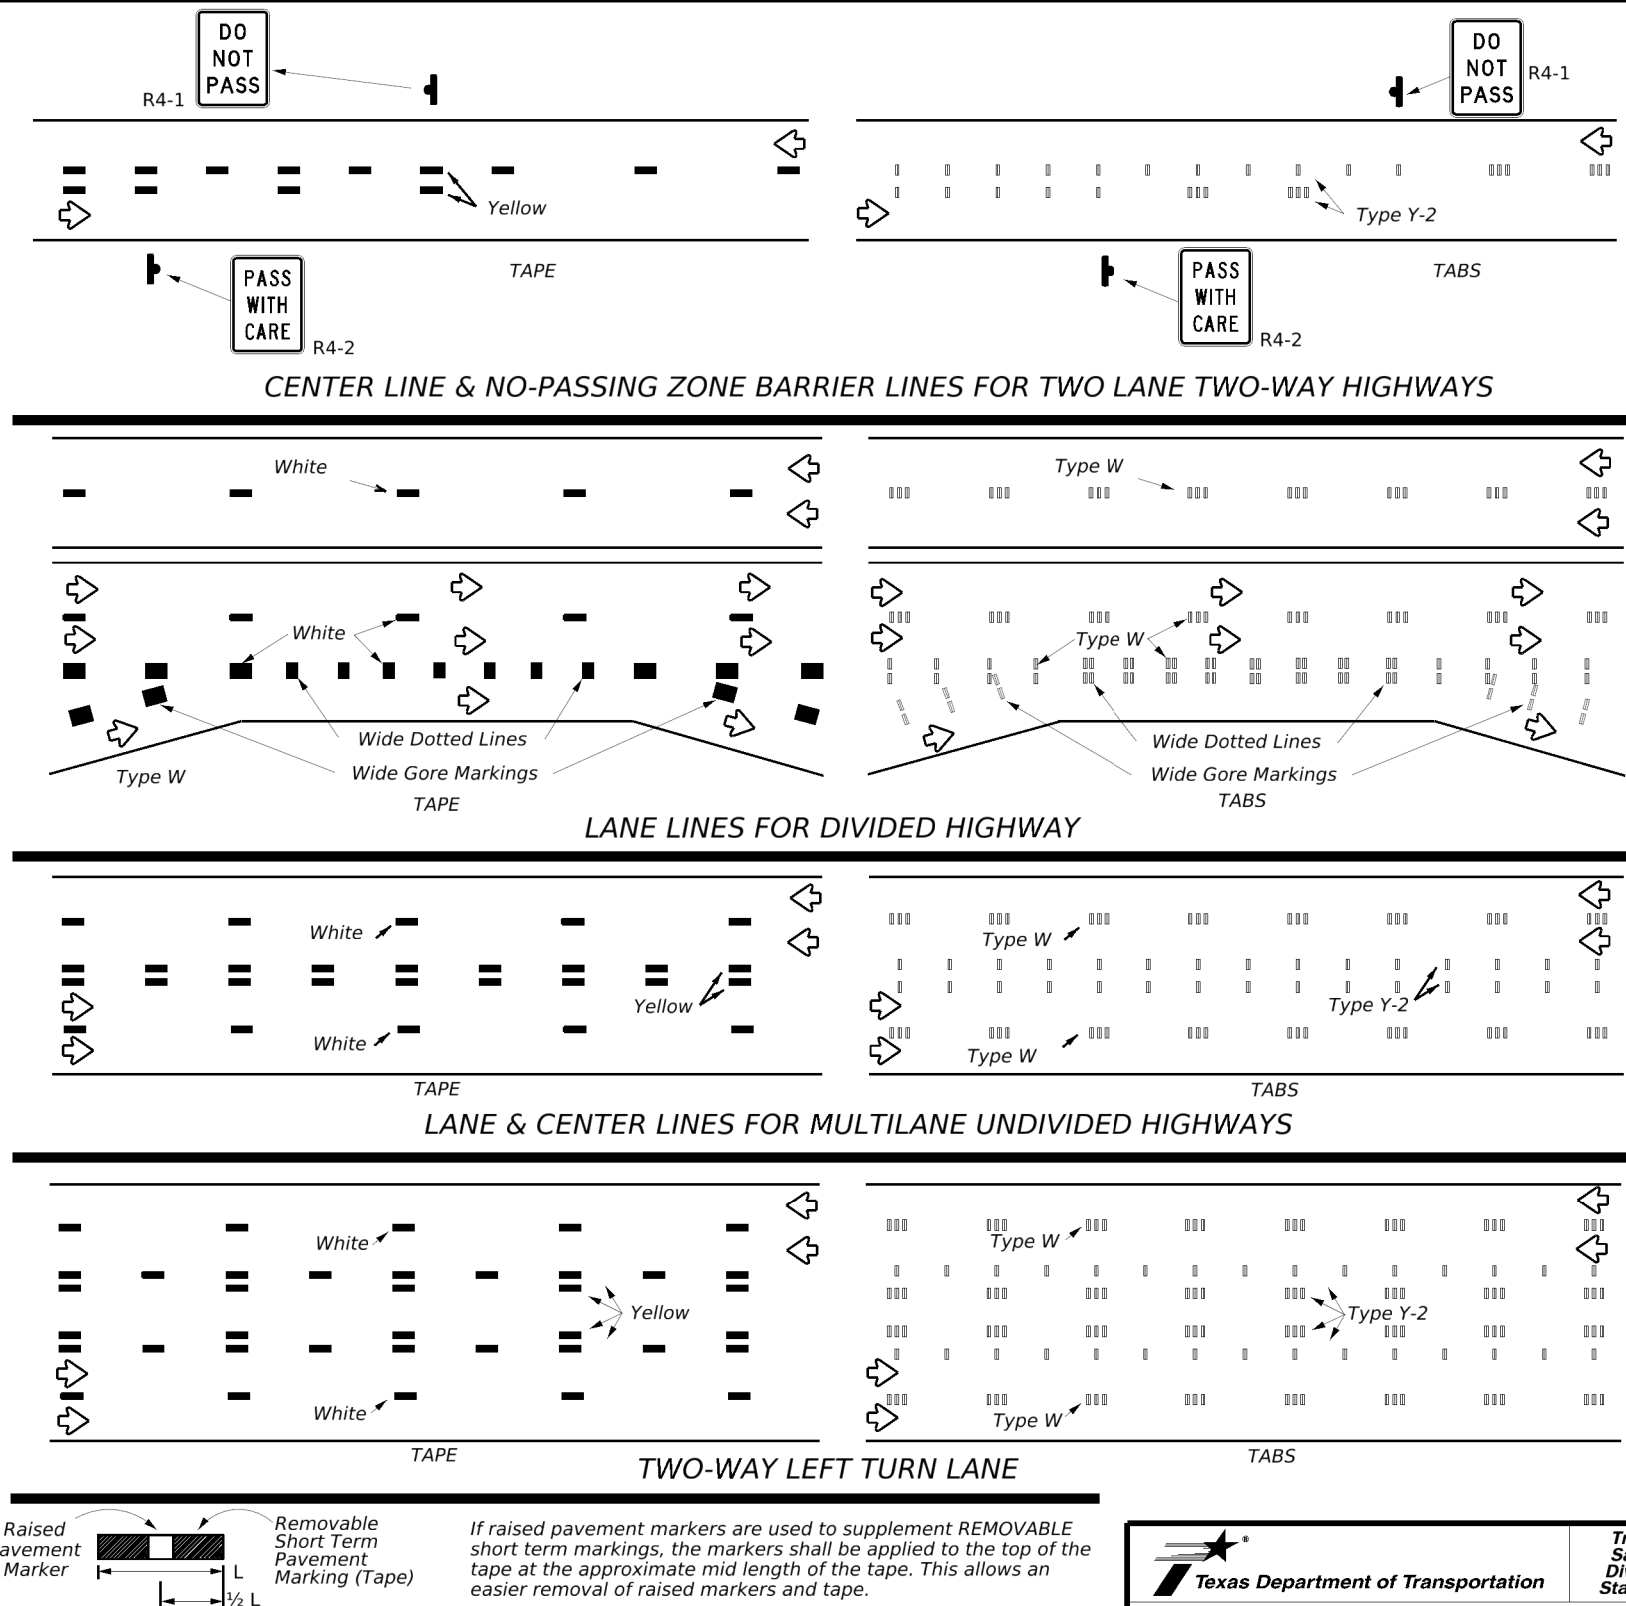 DO
NOT
PASS
R4-1
DO
NOT
PASS
R4-1
Yellow
Type Y-2
PASS
WITH
CARE
R4-2
TAPE
PASS
WITH
CARE
R4-2
TABS
CENTER LINE & NO-PASSING ZONE BARRIER LINES FOR TWO LANE TWO-WAY HIGHWAYS
White
Type W
White
Type W
Wide Dotted Lines
Wide Gore Markings
Type W
TAPE
Wide Dotted Lines
Wide Gore Markings
TABS
LANE LINES FOR DIVIDED HIGHWAY
White
Yellow
White
TAPE
Type W
Type Y-2
Type W
TABS
LANE & CENTER LINES FOR MULTILANE UNDIVIDED HIGHWAYS
White
Yellow
White
TAPE
Type W
Type Y-2
Type W
TABS
TWO-WAY LEFT TURN LANE
Raised
avement
Marker
L
½ L
Removable
Short Term
Pavement
Marking (Tape)
If raised pavement markers are used to supplement REMOVABLE
short term markings, the markers shall be applied to the top of the
tape at the approximate mid length of the tape. This allows an
easier removal of raised markers and tape.
®
Texas Department of Transportation